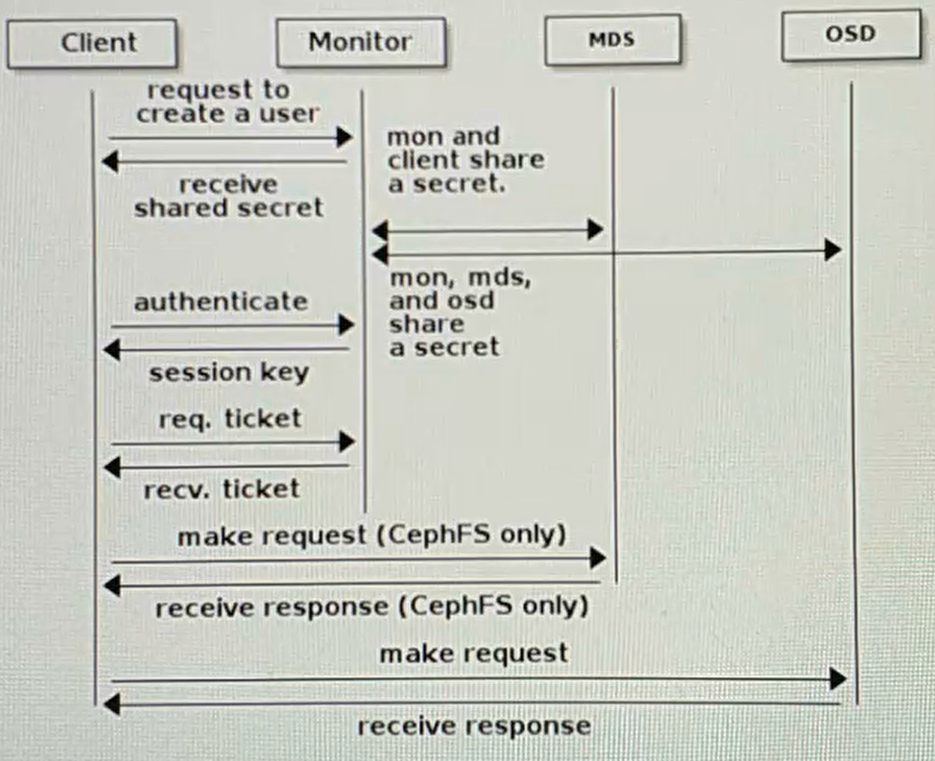 Client
Monitor
MDS
OSD
request to
create a user
mon and
client share
a secret.
receive
shared secret
mon, mds,
and osd
share
a secret
authenticate
session key
req. ticket
recv. ticket
make request (CephFS only)
receive response (CephFS only)
make request
receive response